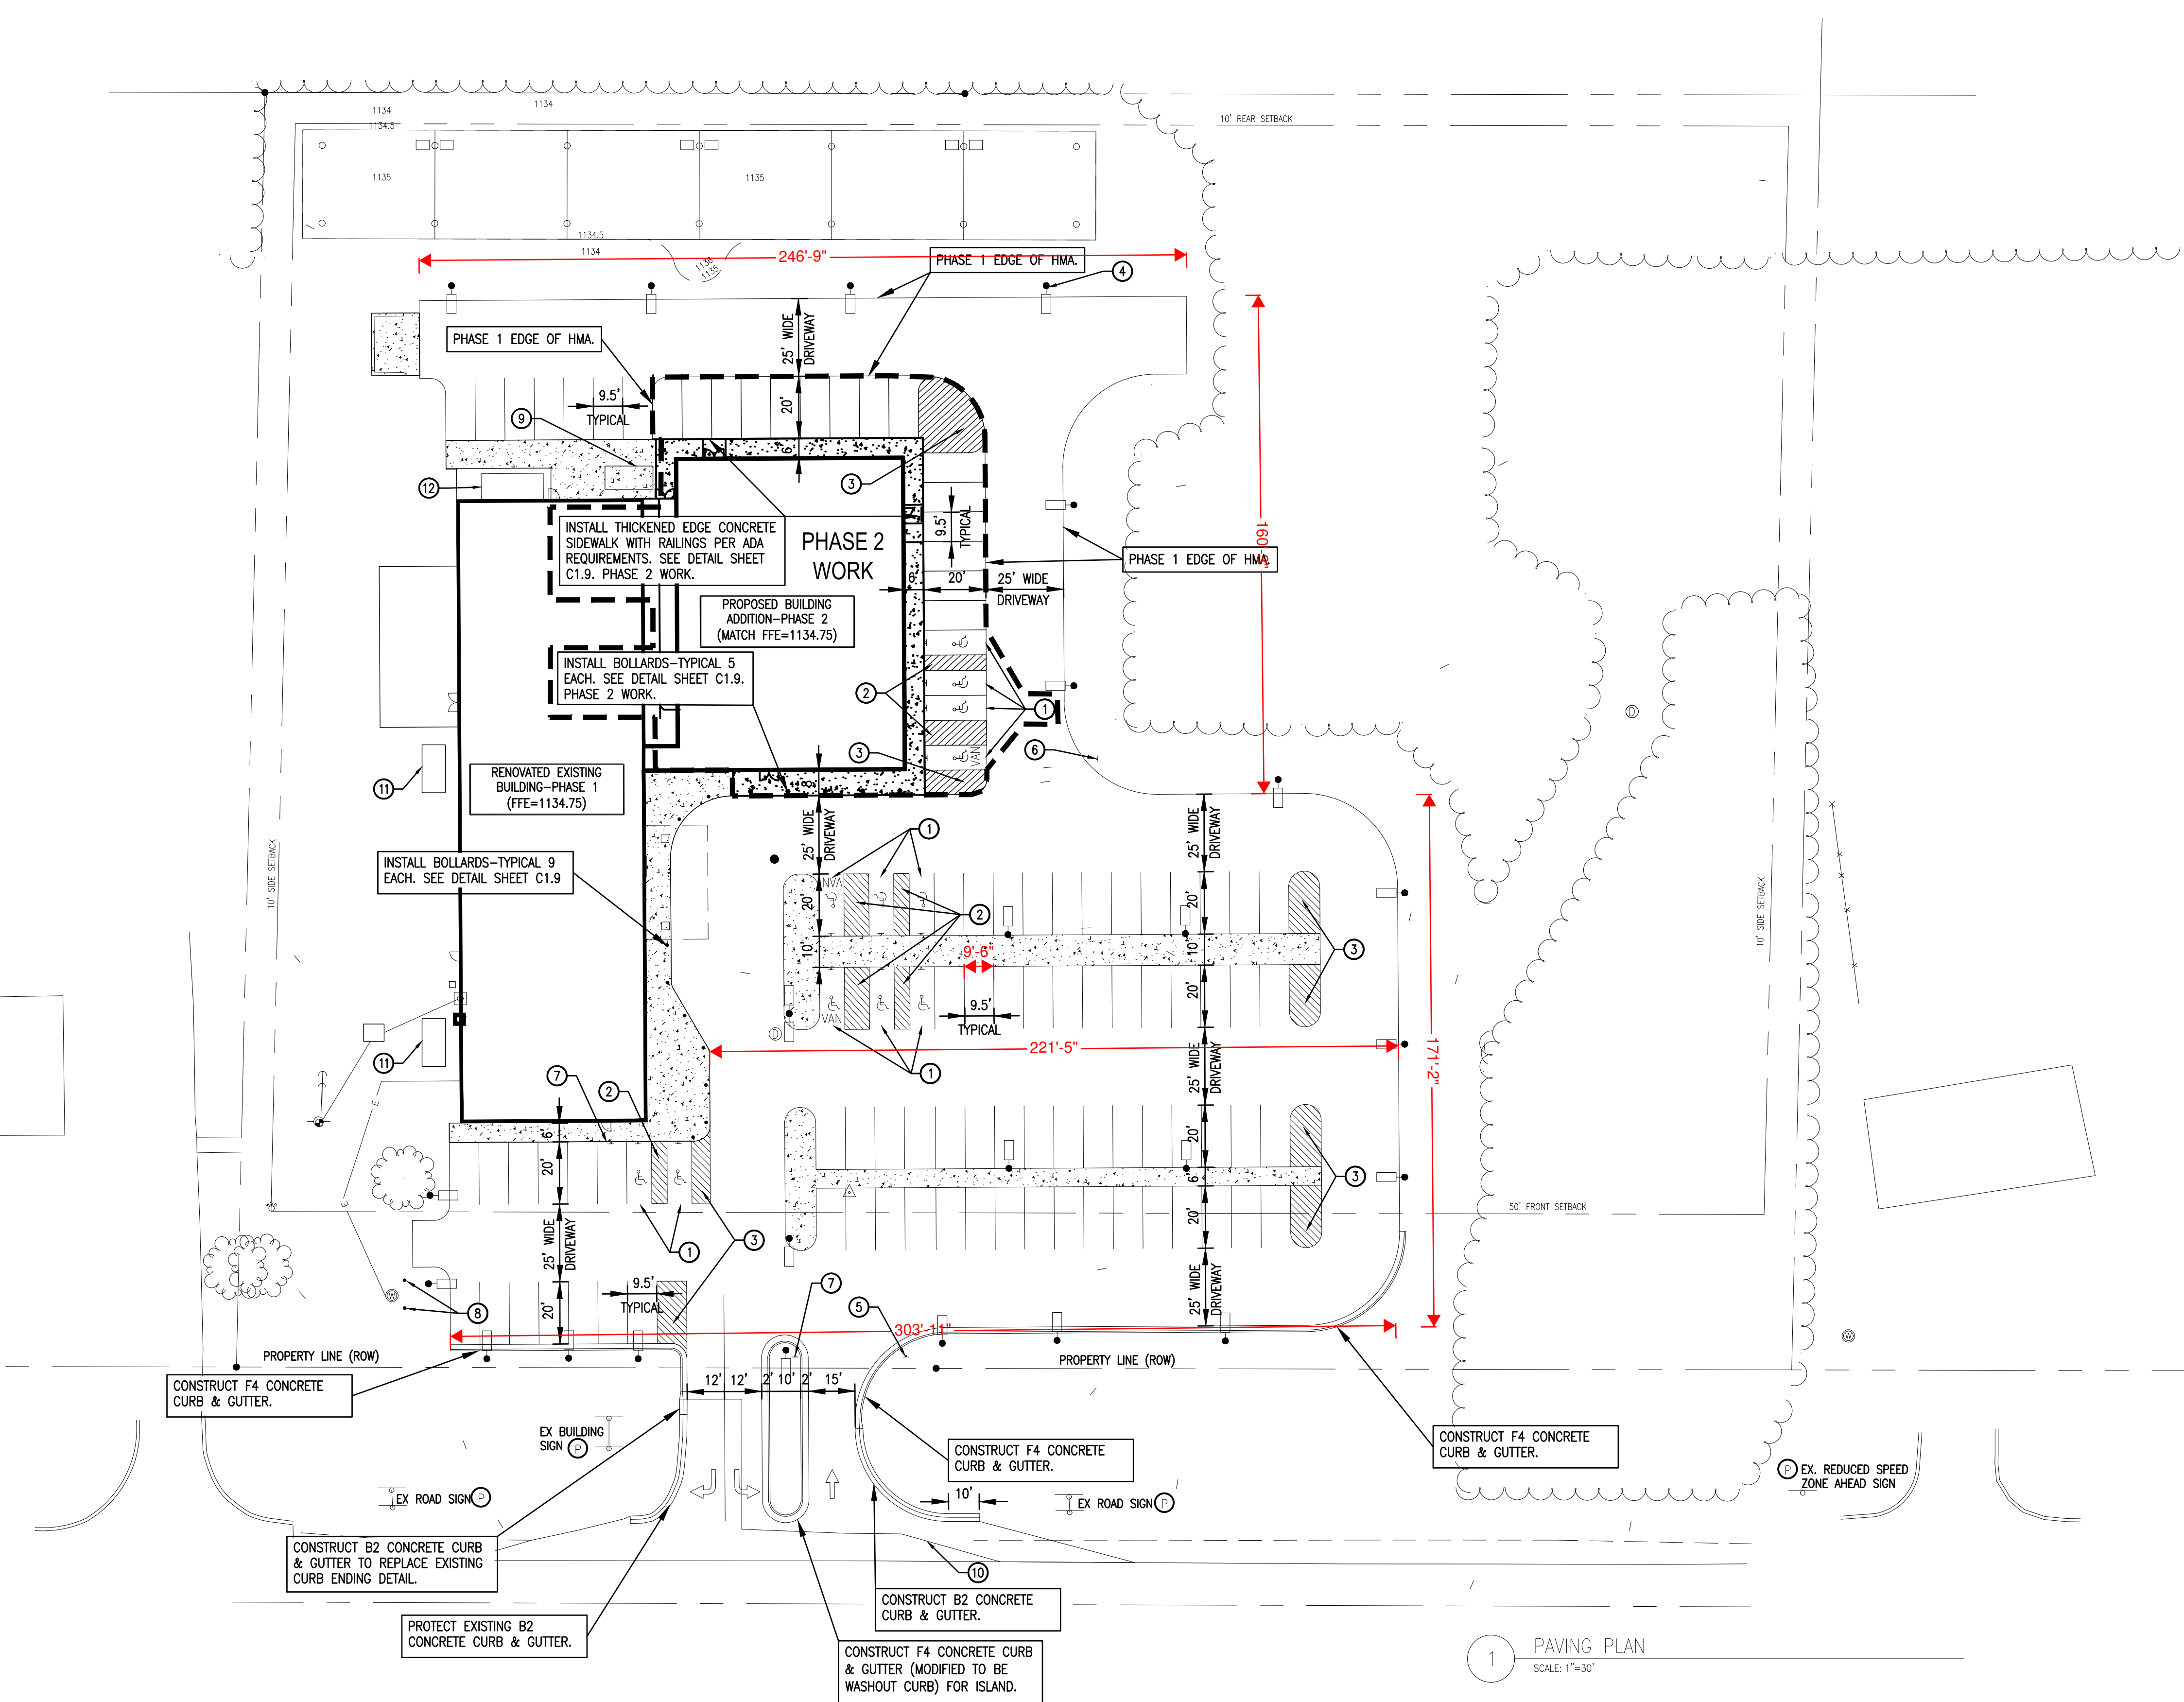 1134
1134
1134.5
10' REAR SETBACK
1135
1135
1134.5
1134
1136
1135
246'-9"
PHASE 1 EDGE OF HMA.
4
PHASE 1 EDGE OF HMA.
25' WIDE
DRIVEWAY
9.5'
TYPICAL
20'
9
6'
3
12
INSTALL THICKENED EDGE CONCRETE
SIDEWALK WITH RAILINGS PER ADA
REQUIREMENTS. SEE DETAIL SHEET
C1.9. PHASE 2 WORK.
PHASE 2
WORK
9.5'
TYPICAL
PHASE 1 EDGE OF HMA.
6'
20'
25' WIDE
DRIVEWAY
PROPOSED BUILDING
ADDITION-PHASE 2
(MATCH FFE=1134.75)
INSTALL BOLLARDS-TYPICAL 5
EACH. SEE DETAIL SHEET C1.9.
PHASE 2 WORK.
2
1
D
3
VAN
6
RENOVATED EXISTING
BUILDING-PHASE 1
(FFE=1134.75)
11
8'
25' WIDE
DRIVEWAY
25' WIDE
DRIVEWAY
1
INSTALL BOLLARDS-TYPICAL 9
EACH. SEE DETAIL SHEET C1.9
10' SIDE SETBACK
10' SIDE SETBACK
VAN
20'
20'
2
10'
9'-6"
10'
3
20'
9.5'
TYPICAL
VAN
D
221'-5"
171'-2"
11
1
25' WIDE
DRIVEWAY
E
7
2
6'
20'
20'
6'
3
E
20'
50' FRONT SETBACK
25' WIDE
DRIVEWAY
1
3
25' WIDE
DRIVEWAY
W
8
9.5'
TYPICAL
20'
7
5
303'-11"
W
PROPERTY LINE (ROW)
PROPERTY LINE (ROW)
12'
12'
2'
10'
2'
15'
CONSTRUCT F4 CONCRETE
CURB & GUTTER.
EX BUILDING
SIGN P
CONSTRUCT F4 CONCRETE
CURB & GUTTER.
CONSTRUCT F4 CONCRETE
CURB & GUTTER.
P EX. REDUCED SPEED
ZONE AHEAD SIGN
EX ROAD SIGN P
10'
EX ROAD SIGN P
CONSTRUCT B2 CONCRETE CURB
& GUTTER TO REPLACE EXISTING
CURB ENDING DETAIL.
10
CONSTRUCT B2 CONCRETE
CURB & GUTTER.
PROTECT EXISTING B2
CONCRETE CURB & GUTTER.
CONSTRUCT F4 CONCRETE CURB
& GUTTER (MODIFIED TO BE
WASHOUT CURB) FOR ISLAND.
1
PAVING PLAN
SCALE: 1"=30'